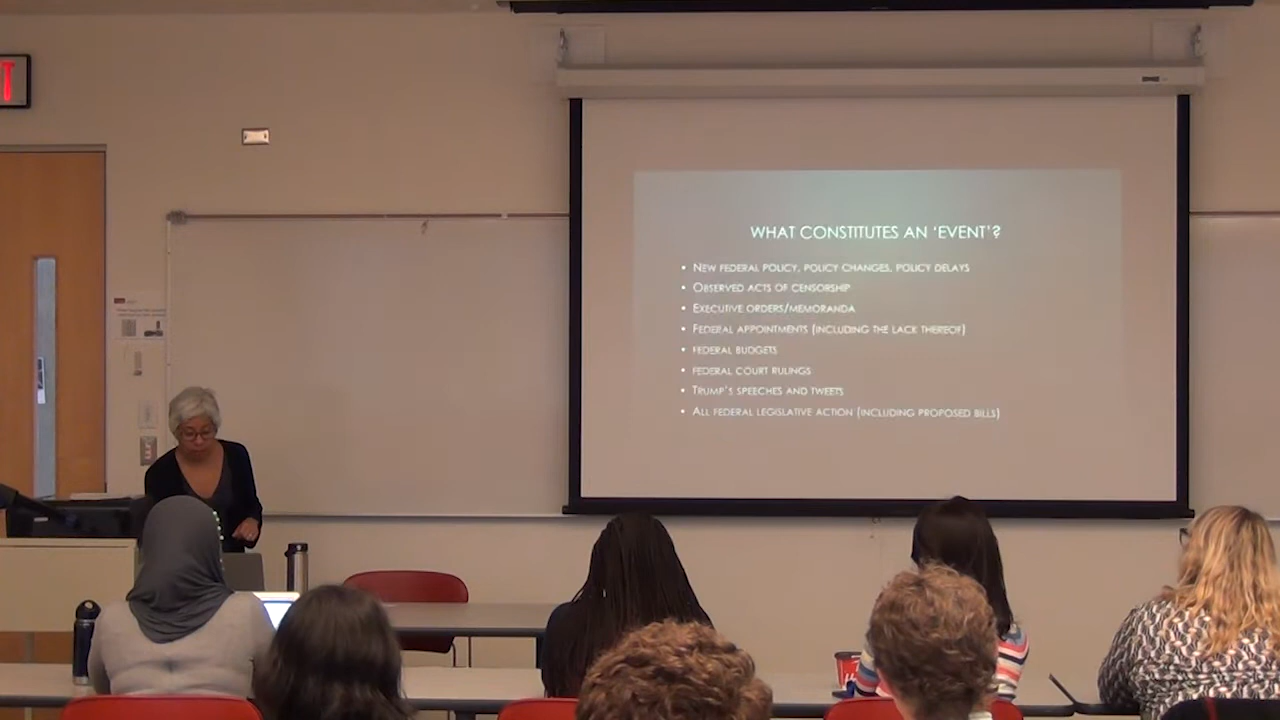 T
WHAT CONSTITUTES AN ‘EVENT’?
• NEW FEDERAL POLICY, POLICY CHANGES, POLICY DELAYS
• OBSERVED ACTS OF CENSORSHIP
• EXECUTIVE ORDERS/MEMORANDA
• FEDERAL APPOINTMENTS (INCLUDING THE LACK THEREOF)
• FEDERAL BUDGETS
• FEDERAL COURT RULINGS
• TRUMP’S SPEECHES AND TWEETS
• ALL FEDERAL LEGISLATIVE ACTION (INCLUDING PROPOSED BILLS)